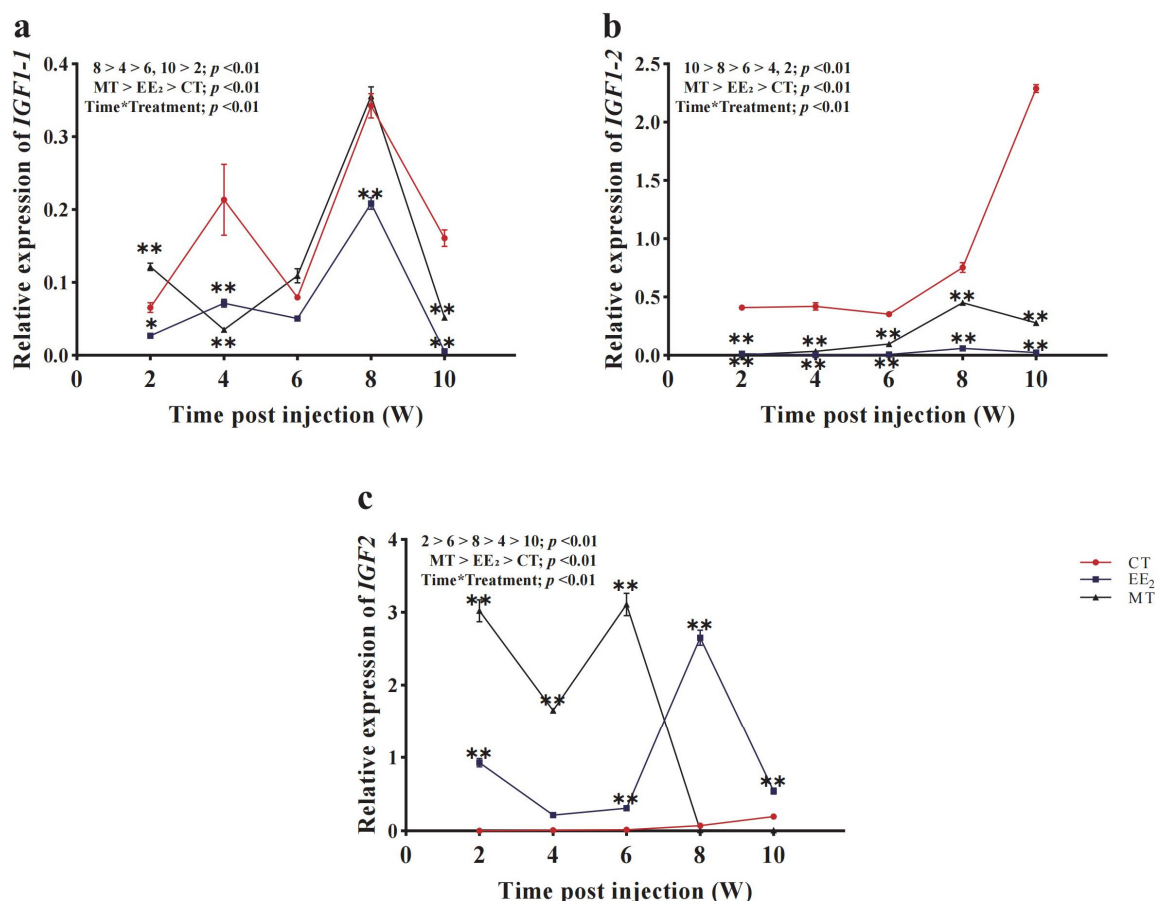 a
8 > 4 > 6, 10 > 2; p <0.01
MT > EE₂ > CT; p <0.01
Time*Treatment; p <0.01
Relative expression of IGF1-1
0.4
0.3
0.2
0.1
0.0
** * ** ** ** ** **
0 2 4 6 8 10
Time post injection (W)
b
10 > 8 > 6 > 4, 2; p <0.01
MT > EE₂ > CT; p <0.01
Time*Treatment; p <0.01
Relative expression of IGF1-2
2.5
2.0
1.5
1.0
0.5
0.0
** ** ** ** ** ** ** ** ** **
0 2 4 6 8 10
Time post injection (W)
c
2 > 6 > 8 > 4 > 10; p <0.01
MT > EE₂ > CT; p <0.01
Time*Treatment; p <0.01
Relative expression of IGF2
4
3
2
1
0
** ** ** ** ** ** **
0 2 4 6 8 10
Time post injection (W)
CT
EE₂
MT